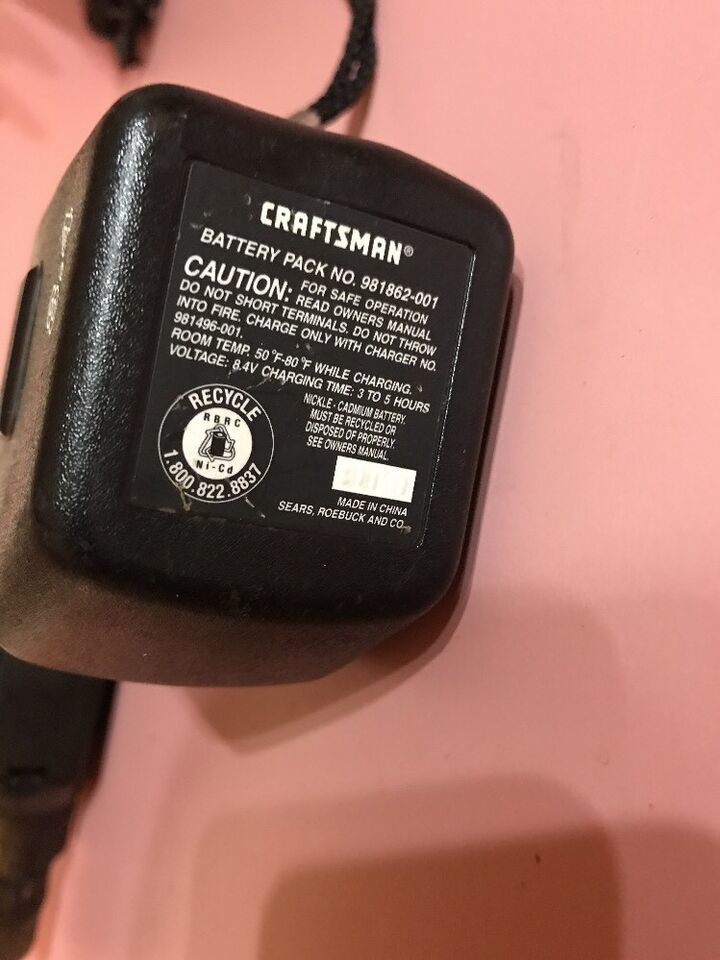 CRAFTSMAN®
BATTERY PACK NO. 981862-001
CAUTION: FOR SAFE OPERATION
READ OWNERS MANUAL
DO NOT SHORT TERMINALS. DO NOT THROW
INTO FIRE. CHARGE ONLY WITH CHARGER NO.
981496-001.
ROOM TEMP. 50°F-80°F WHILE CHARGING.
VOLTAGE: 8.4V CHARGING TIME: 3 TO 5 HOURS
NICKLE - CADMIUM BATTERY.
MUST BE RECYCLED OR
DISPOSED OF PROPERLY.
SEE OWNERS MANUAL.
RECYCLE
RBRC
Ni-Cd
1.800.822.8837
MADE IN CHINA
SEARS, ROEBUCK AND CO.